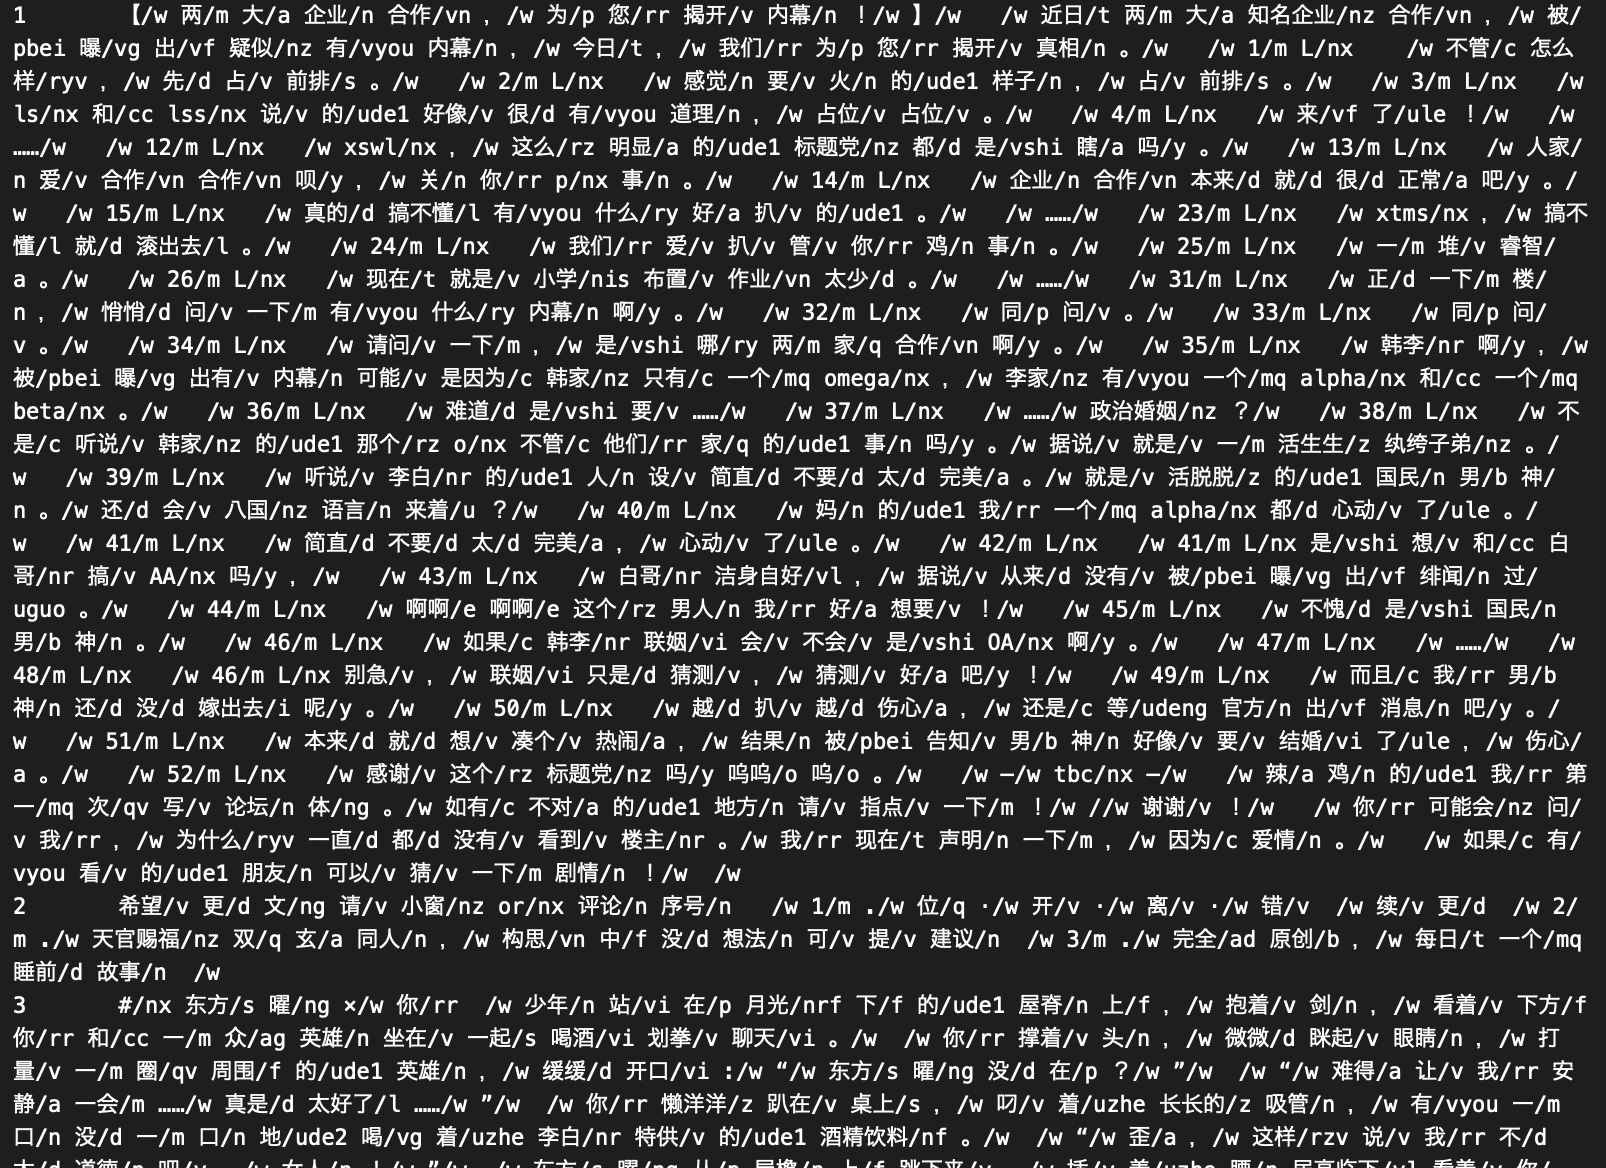 1 【/w 两/m 大/a 企业/n 合作/vn ，/w 为/p 您/rr 揭开/v 内幕/n ！/w 】/w /w 近日/t 两/m 大/a 知名企业/nz 合作/vn ，/w 被/
pbei 曝/vg 出/vf 疑似/nz 有/vyou 内幕/n ，/w 今日/t ，/w 我们/rr 为/p 您/rr 揭开/v 真相/n 。/w /w 1/m L/nx /w 不管/c 怎么
样/ryv ，/w 先/d 占/v 前排/s 。/w /w 2/m L/nx /w 感觉/n 要/v 火/n 的/ude1 样子/n ，/w 占/v 前排/s 。/w /w 3/m L/nx /w
ls/nx 和/cc lss/nx 说/v 的/ude1 好像/v 很/d 有/vyou 道理/n ，/w 占位/v 占位/v 。/w /w 4/m L/nx /w 来/vf 了/ule ！/w /w
……/w /w 12/m L/nx /w xswl/nx ，/w 这么/rz 明显/a 的/ude1 标题党/nz 都/d 是/vshi 瞎/a 吗/y 。/w /w 13/m L/nx /w 人家/
n 爱/v 合作/vn 合作/vn 呗/y ，/w 关/n 你/rr p/nx 事/n 。/w /w 14/m L/nx /w 企业/n 合作/vn 本来/d 就/d 很/d 正常/a 吧/y 。/
w /w 15/m L/nx /w 真的/d 搞不懂/l 有/vyou 什么/ry 好/a 扒/v 的/ude1 。/w /w ……/w /w 23/m L/nx /w xtms/nx ，/w 搞不
懂/l 就/d 滚出去/l 。/w /w 24/m L/nx /w 我们/rr 爱/v 扒/v 管/v 你/rr 鸡/n 事/n 。/w /w 25/m L/nx /w 一/m 堆/v 睿智/
a 。/w /w 26/m L/nx /w 现在/t 就是/v 小学/nis 布置/v 作业/vn 太少/d 。/w /w ……/w /w 31/m L/nx /w 正/d 一下/m 楼/
n ，/w 悄悄/d 问/v 一下/m 有/vyou 什么/ry 内幕/n 啊/y 。/w /w 32/m L/nx /w 同/p 问/v 。/w /w 33/m L/nx /w 同/p 问/
v 。/w /w 34/m L/nx /w 请问/v 一下/m ，/w 是/vshi 哪/ry 两/m 家/q 合作/vn 啊/y 。/w /w 35/m L/nx /w 韩李/nr 啊/y ，/w
被/pbei 曝/vg 出有/v 内幕/n 可能/v 是因为/c 韩家/nz 只有/c 一个/mq omega/nx ，/w 李家/nz 有/vyou 一个/mq alpha/nx 和/cc 一个/mq
beta/nx 。/w /w 36/m L/nx /w 难道/d 是/vshi 要/v ……/w /w 37/m L/nx /w ……/w 政治婚姻/nz ？/w /w 38/m L/nx /w 不
是/c 听说/v 韩家/nz 的/ude1 那个/rz o/nx 不管/c 他们/rr 家/q 的/ude1 事/n 吗/y 。/w 据说/v 就是/v 一/m 活生生/z 纨绔子弟/nz 。/
w /w 39/m L/nx /w 听说/v 李白/nr 的/ude1 人/n 设/v 简直/d 不要/d 太/d 完美/a 。/w 就是/v 活脱脱/z 的/ude1 国民/n 男/b 神/
n 。/w 还/d 会/v 八国/nz 语言/n 来着/u ？/w /w 40/m L/nx /w 妈/n 的/ude1 我/rr 一个/mq alpha/nx 都/d 心动/v 了/ule 。/
w /w 41/m L/nx /w 简直/d 不要/d 太/d 完美/a ，/w 心动/v 了/ule 。/w /w 42/m L/nx /w 41/m L/nx 是/vshi 想/v 和/cc 白
哥/nr 搞/v AA/nx 吗/y ，/w /w 43/m L/nx /w 白哥/nr 洁身自好/vl ，/w 据说/v 从来/d 没有/v 被/pbei 曝/vg 出/vf 绯闻/n 过/
uguo 。/w /w 44/m L/nx /w 啊啊/e 啊啊/e 这个/rz 男人/n 我/rr 好/a 想要/v ！/w /w 45/m L/nx /w 不愧/d 是/vshi 国民/n
男/b 神/n 。/w /w 46/m L/nx /w 如果/c 韩李/nr 联姻/vi 会/v 不会/v 是/vshi OA/nx 啊/y 。/w /w 47/m L/nx /w ……/w /w
48/m L/nx /w 46/m L/nx 别急/v ，/w 联姻/vi 只是/d 猜测/v ，/w 猜测/v 好/a 吧/y ！/w /w 49/m L/nx /w 而且/c 我/rr 男/b
神/n 还/d 没/d 嫁出去/i 呢/y 。/w /w 50/m L/nx /w 越/d 扒/v 越/d 伤心/a ，/w 还是/c 等/udeng 官方/n 出/vf 消息/n 吧/y 。/
w /w 51/m L/nx /w 本来/d 就/d 想/v 凑个/v 热闹/a ，/w 结果/n 被/pbei 告知/v 男/b 神/n 好像/v 要/v 结婚/vi 了/ule ，/w 伤心/
a 。/w /w 52/m L/nx /w 感谢/v 这个/rz 标题党/nz 吗/y 呜呜/o 呜/o 。/w /w —/w tbc/nx —/w /w 辣/a 鸡/n 的/ude1 我/rr 第
一/mq 次/qv 写/v 论坛/n 体/ng 。/w 如有/c 不对/a 的/ude1 地方/n 请/v 指点/v 一下/m ！/w //w 谢谢/v ！/w /w 你/rr 可能会/nz 问/
v 我/rr ，/w 为什么/ryv 一直/d 都/d 没有/v 看到/v 楼主/nr 。/w 我/rr 现在/t 声明/n 一下/m ，/w 因为/c 爱情/n 。/w /w 如果/c 有/
vyou 看/v 的/ude1 朋友/n 可以/v 猜/v 一下/m 剧情/n ！/w /w
2 希望/v 更/d 文/ng 请/v 小窗/nz or/nx 评论/n 序号/n /w 1/m ./w 位/q ·/w 开/v ·/w 离/v ·/w 错/v /w 续/v 更/d /w 2/
m ./w 天官赐福/nz 双/q 玄/a 同人/n ，/w 构思/vn 中/f 没/d 想法/n 可/v 提/v 建议/n /w 3/m ./w 完全/ad 原创/b ，/w 每日/t 一个/mq
睡前/d 故事/n /w
3 #/nx 东方/s 曜/ng ×/w 你/rr /w 少年/n 站/vi 在/p 月光/nrf 下/f 的/ude1 屋脊/n 上/f ，/w 抱着/v 剑/n ，/w 看着/v 下方/f
你/rr 和/cc 一/m 众/ag 英雄/n 坐在/v 一起/s 喝酒/vi 划拳/v 聊天/vi 。/w /w 你/rr 撑着/v 头/n ，/w 微微/d 眯起/v 眼睛/n ，/w 打
量/v 一/m 圈/qv 周围/f 的/ude1 英雄/n ，/w 缓缓/d 开口/vi :/w “/w 东方/s 曜/ng 没/d 在/p ？/w ”/w /w “/w 难得/a 让/v 我/rr 安
静/a 一会/m ……/w 真是/d 太好了/l ……/w ”/w /w 你/rr 懒洋洋/z 趴在/v 桌上/s ，/w 叼/v 着/uzhe 长长的/z 吸管/n ，/w 有/vyou 一/m
口/n 没/d 一/m 口/n 地/ude2 喝/vg 着/uzhe 李白/nr 特供/v 的/ude1 酒精饮料/nf 。/w /w “/w 歪/a ，/w 这样/rzv 说/v 我/rr 不/d